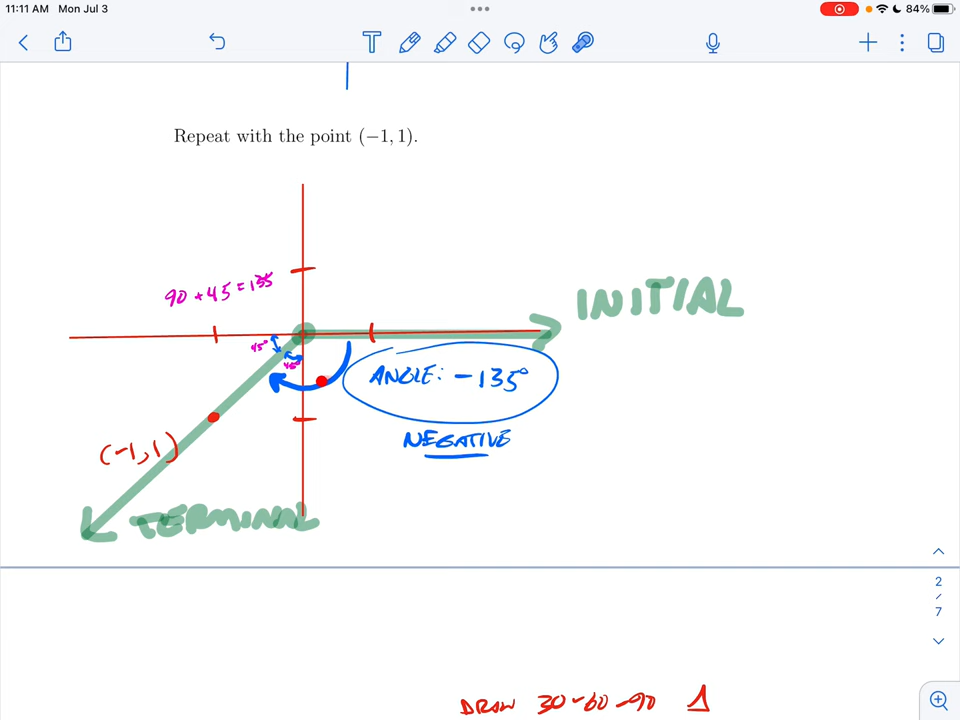 11:11 AM Mon Jul 3
84%
Repeat with the point (−1, 1).
90 + 45 = 135
INITIAL
45°
45°
ANGLE: −135°
NEGATIVE
(−1, 1)
TERMINAL
2
/
7
DRAW 30-60-90